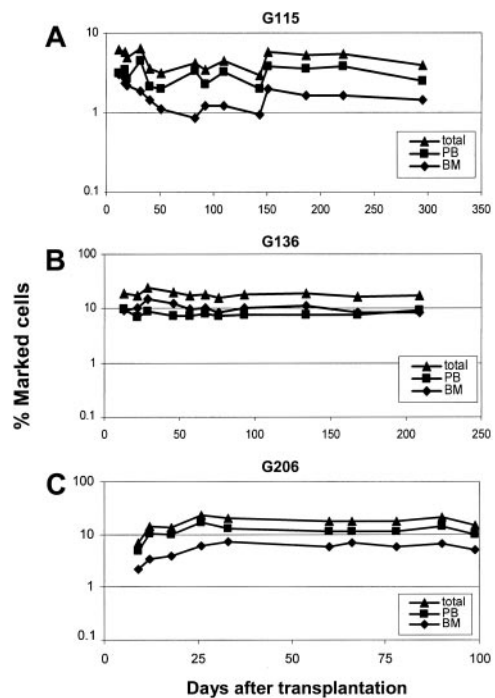 A
G115
10
1
0.1
total
PB
BM
0 50 100 150 200 250 300 350
B
G136
100
10
1
0.1
total
PB
BM
0 50 100 150 200 250
% Marked cells
C
G206
100
10
1
0.1
total
PB
BM
0 25 50 75 100
Days after transplantation